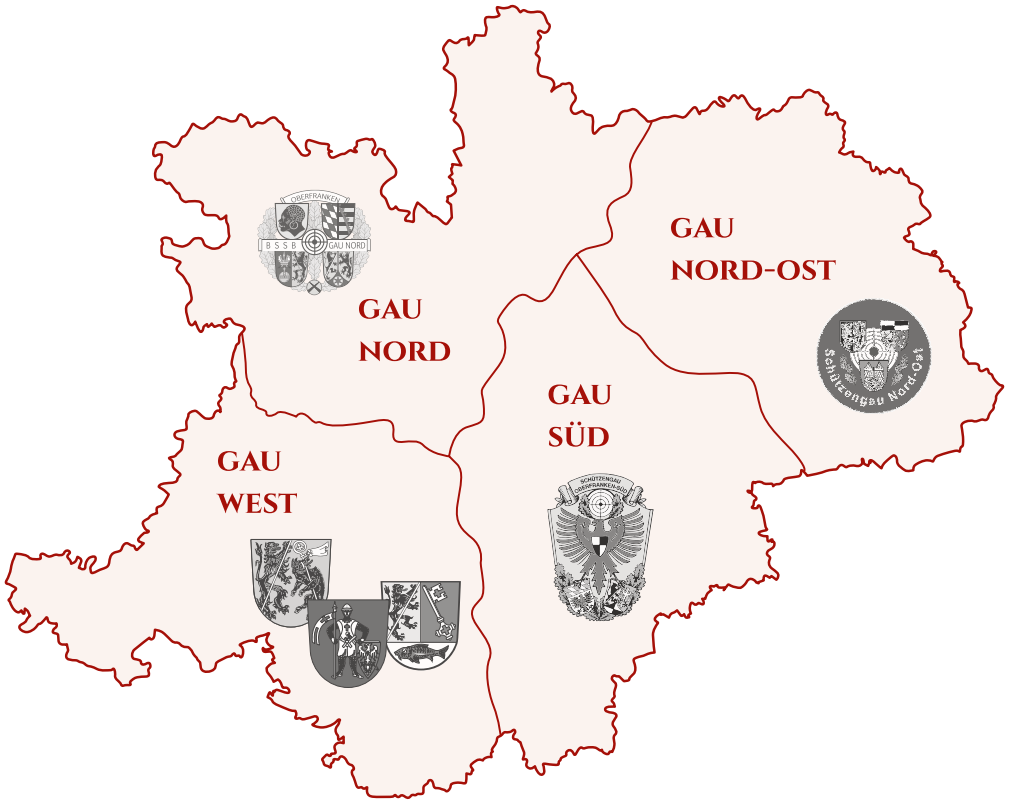 OBERFRANKEN
B S S B
GAU NORD
GAU
NORD
GAU
NORD-OST
Schützengau Nord-Ost
GAU
SÜD
SCHÜTZENGAU
OBERFRANKEN-SÜD
GAU
WEST